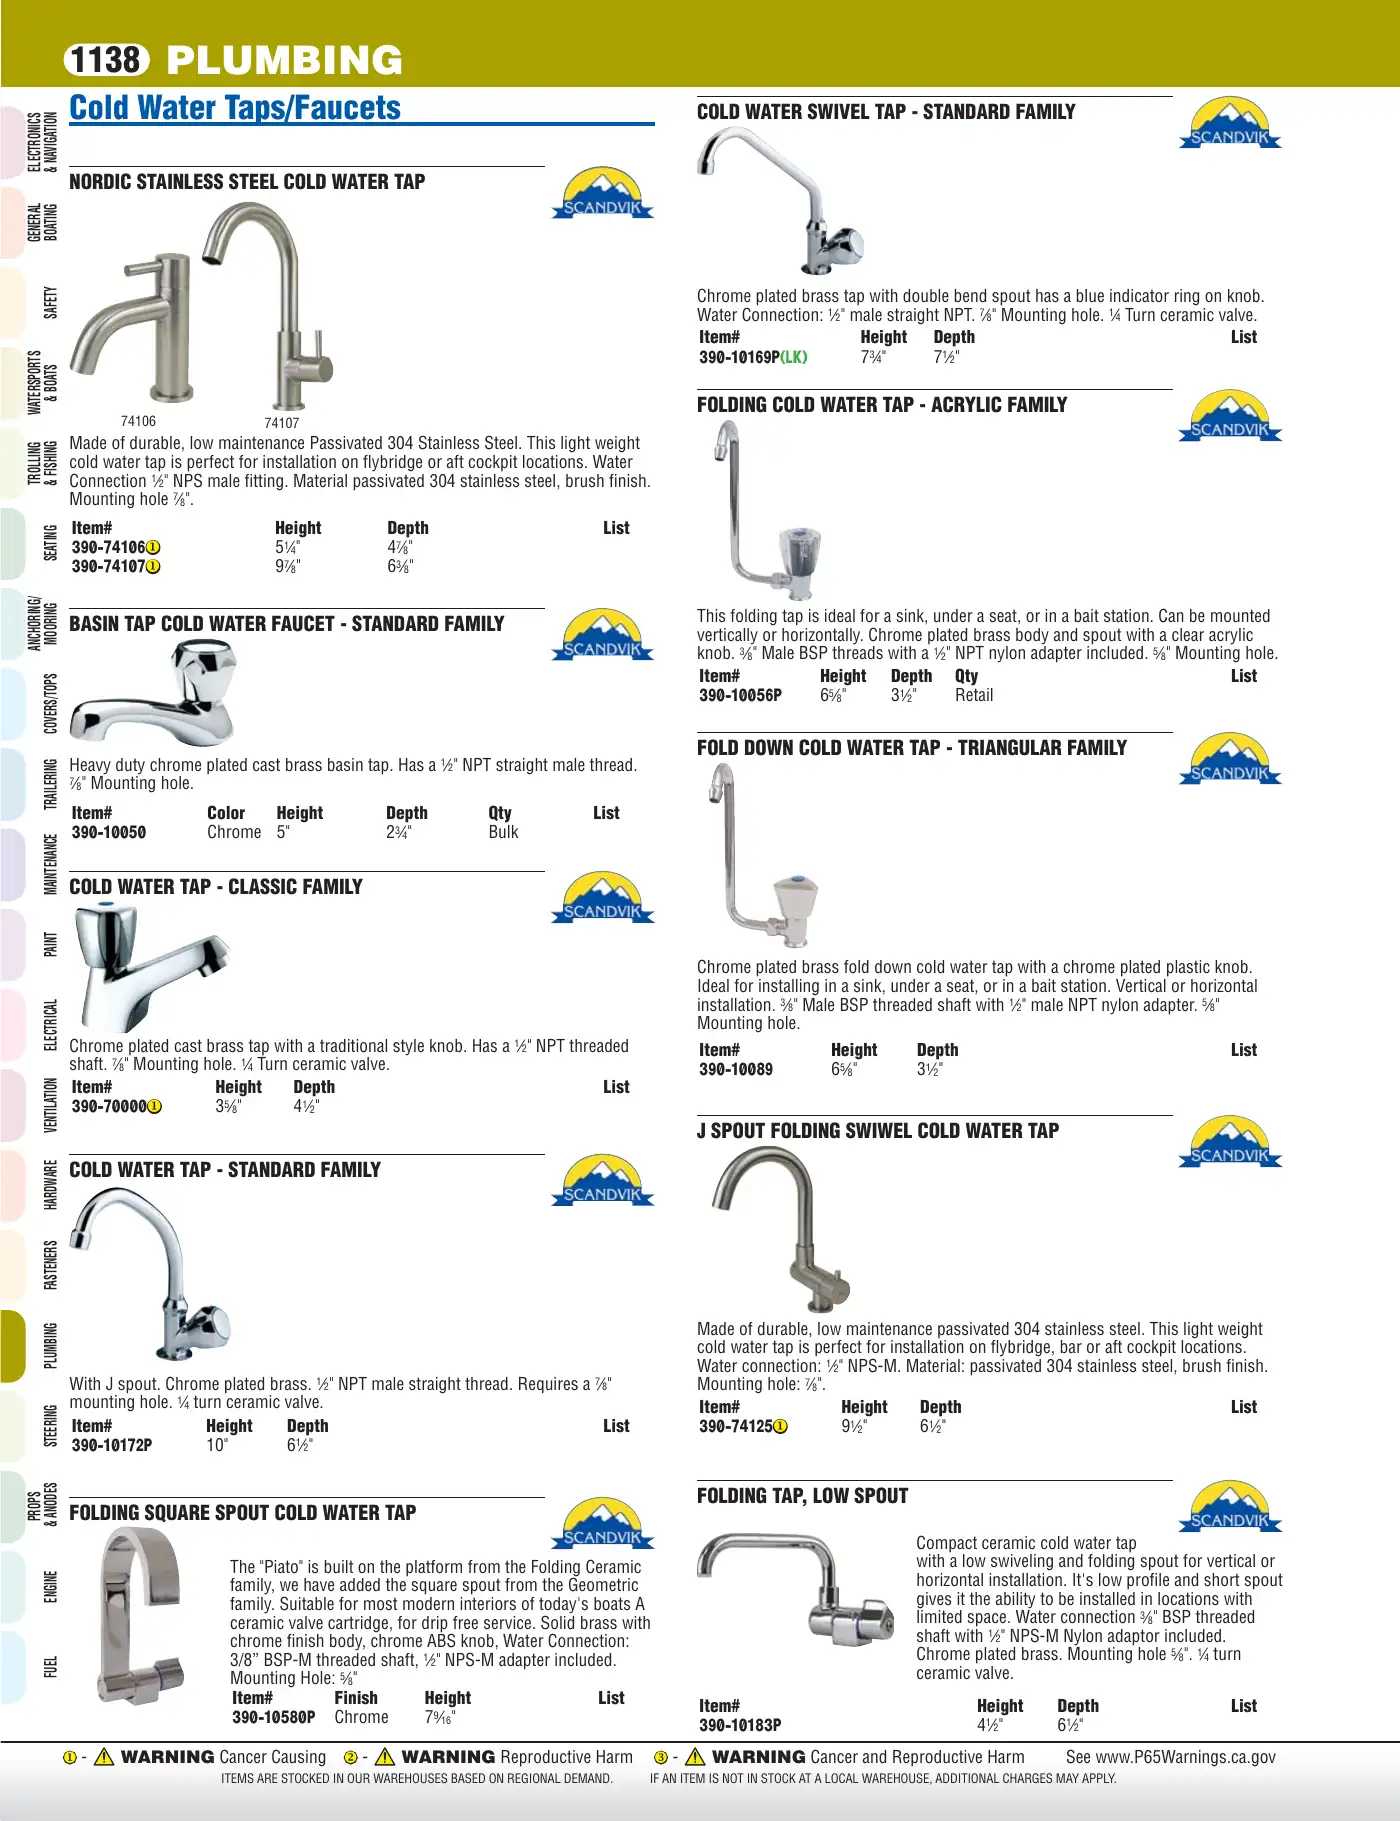 1138 PLUMBING
ELECTRONICS & NAVIGATION
GENERAL BOATING
SAFETY
WATERSPORTS & BOATS
TROLLING & FISHING
SEATING
ANCHORING/ MOORING
COVERS/TOPS
TRAILERING
MAINTENANCE
PAINT
ELECTRICAL
VENTILATION
HARDWARE
FASTENERS
PLUMBING
STEERING
PROPS & ANODES
ENGINE
FUEL
Cold Water Taps/Faucets
NORDIC STAINLESS STEEL COLD WATER TAP
SCANDVIK
74106
74107
Made of durable, low maintenance Passivated 304 Stainless Steel. This light weight
cold water tap is perfect for installation on flybridge or aft cockpit locations. Water
Connection ½" NPS male fitting. Material passivated 304 stainless steel, brush finish.
Mounting hole ⅞".
Item# Height Depth List
390-74106① 5¼" 4⅞"
390-74107① 9⅞" 6⅜"
BASIN TAP COLD WATER FAUCET - STANDARD FAMILY
SCANDVIK
Heavy duty chrome plated cast brass basin tap. Has a ½" NPT straight male thread.
⅞" Mounting hole.
Item# Color Height Depth Qty List
390-10050 Chrome 5" 2¾" Bulk
COLD WATER TAP - CLASSIC FAMILY
SCANDVIK
Chrome plated cast brass tap with a traditional style knob. Has a ½" NPT threaded
shaft. ⅞" Mounting hole. ¼ Turn ceramic valve.
Item# Height Depth List
390-70000① 3⅝" 4½"
COLD WATER TAP - STANDARD FAMILY
SCANDVIK
With J spout. Chrome plated brass. ½" NPT male straight thread. Requires a ⅞"
mounting hole. ¼ turn ceramic valve.
Item# Height Depth List
390-10172P 10" 6½"
FOLDING SQUARE SPOUT COLD WATER TAP
SCANDVIK
The "Piato" is built on the platform from the Folding Ceramic
family, we have added the square spout from the Geometric
family. Suitable for most modern interiors of today's boats A
ceramic valve cartridge, for drip free service. Solid brass with
chrome finish body, chrome ABS knob, Water Connection:
3/8” BSP-M threaded shaft, ½" NPS-M adapter included.
Mounting Hole: ⅝"
Item# Finish Height List
390-10580P Chrome 7⁹⁄₁₆"
COLD WATER SWIVEL TAP - STANDARD FAMILY
SCANDVIK
Chrome plated brass tap with double bend spout has a blue indicator ring on knob.
Water Connection: ½" male straight NPT. ⅞" Mounting hole. ¼ Turn ceramic valve.
Item# Height Depth List
390-10169P(LK) 7¾" 7½"
FOLDING COLD WATER TAP - ACRYLIC FAMILY
SCANDVIK
This folding tap is ideal for a sink, under a seat, or in a bait station. Can be mounted
vertically or horizontally. Chrome plated brass body and spout with a clear acrylic
knob. ⅜" Male BSP threads with a ½" NPT nylon adapter included. ⅝" Mounting hole.
Item# Height Depth Qty List
390-10056P 6⅝" 3½" Retail
FOLD DOWN COLD WATER TAP - TRIANGULAR FAMILY
SCANDVIK
Chrome plated brass fold down cold water tap with a chrome plated plastic knob.
Ideal for installing in a sink, under a seat, or in a bait station. Vertical or horizontal
installation. ⅜" Male BSP threaded shaft with ½" male NPT nylon adapter. ⅝"
Mounting hole.
Item# Height Depth List
390-10089 6⅝" 3½"
J SPOUT FOLDING SWIWEL COLD WATER TAP
SCANDVIK
Made of durable, low maintenance passivated 304 stainless steel. This light weight
cold water tap is perfect for installation on flybridge, bar or aft cockpit locations.
Water connection: ½" NPS-M. Material: passivated 304 stainless steel, brush finish.
Mounting hole: ⅞".
Item# Height Depth List
390-74125① 9½" 6½"
FOLDING TAP, LOW SPOUT
SCANDVIK
Compact ceramic cold water tap
with a low swiveling and folding spout for vertical or
horizontal installation. It's low profile and short spout
gives it the ability to be installed in locations with
limited space. Water connection ⅜" BSP threaded
shaft with ½" NPS-M Nylon adaptor included.
Chrome plated brass. Mounting hole ⅝". ¼ turn
ceramic valve.
Item# Height Depth List
390-10183P 4½" 6½"
① - ⚠ WARNING Cancer Causing ② - ⚠ WARNING Reproductive Harm ③ - ⚠ WARNING Cancer and Reproductive Harm See www.P65Warnings.ca.gov
ITEMS ARE STOCKED IN OUR WAREHOUSES BASED ON REGIONAL DEMAND. IF AN ITEM IS NOT IN STOCK AT A LOCAL WAREHOUSE, ADDITIONAL CHARGES MAY APPLY.